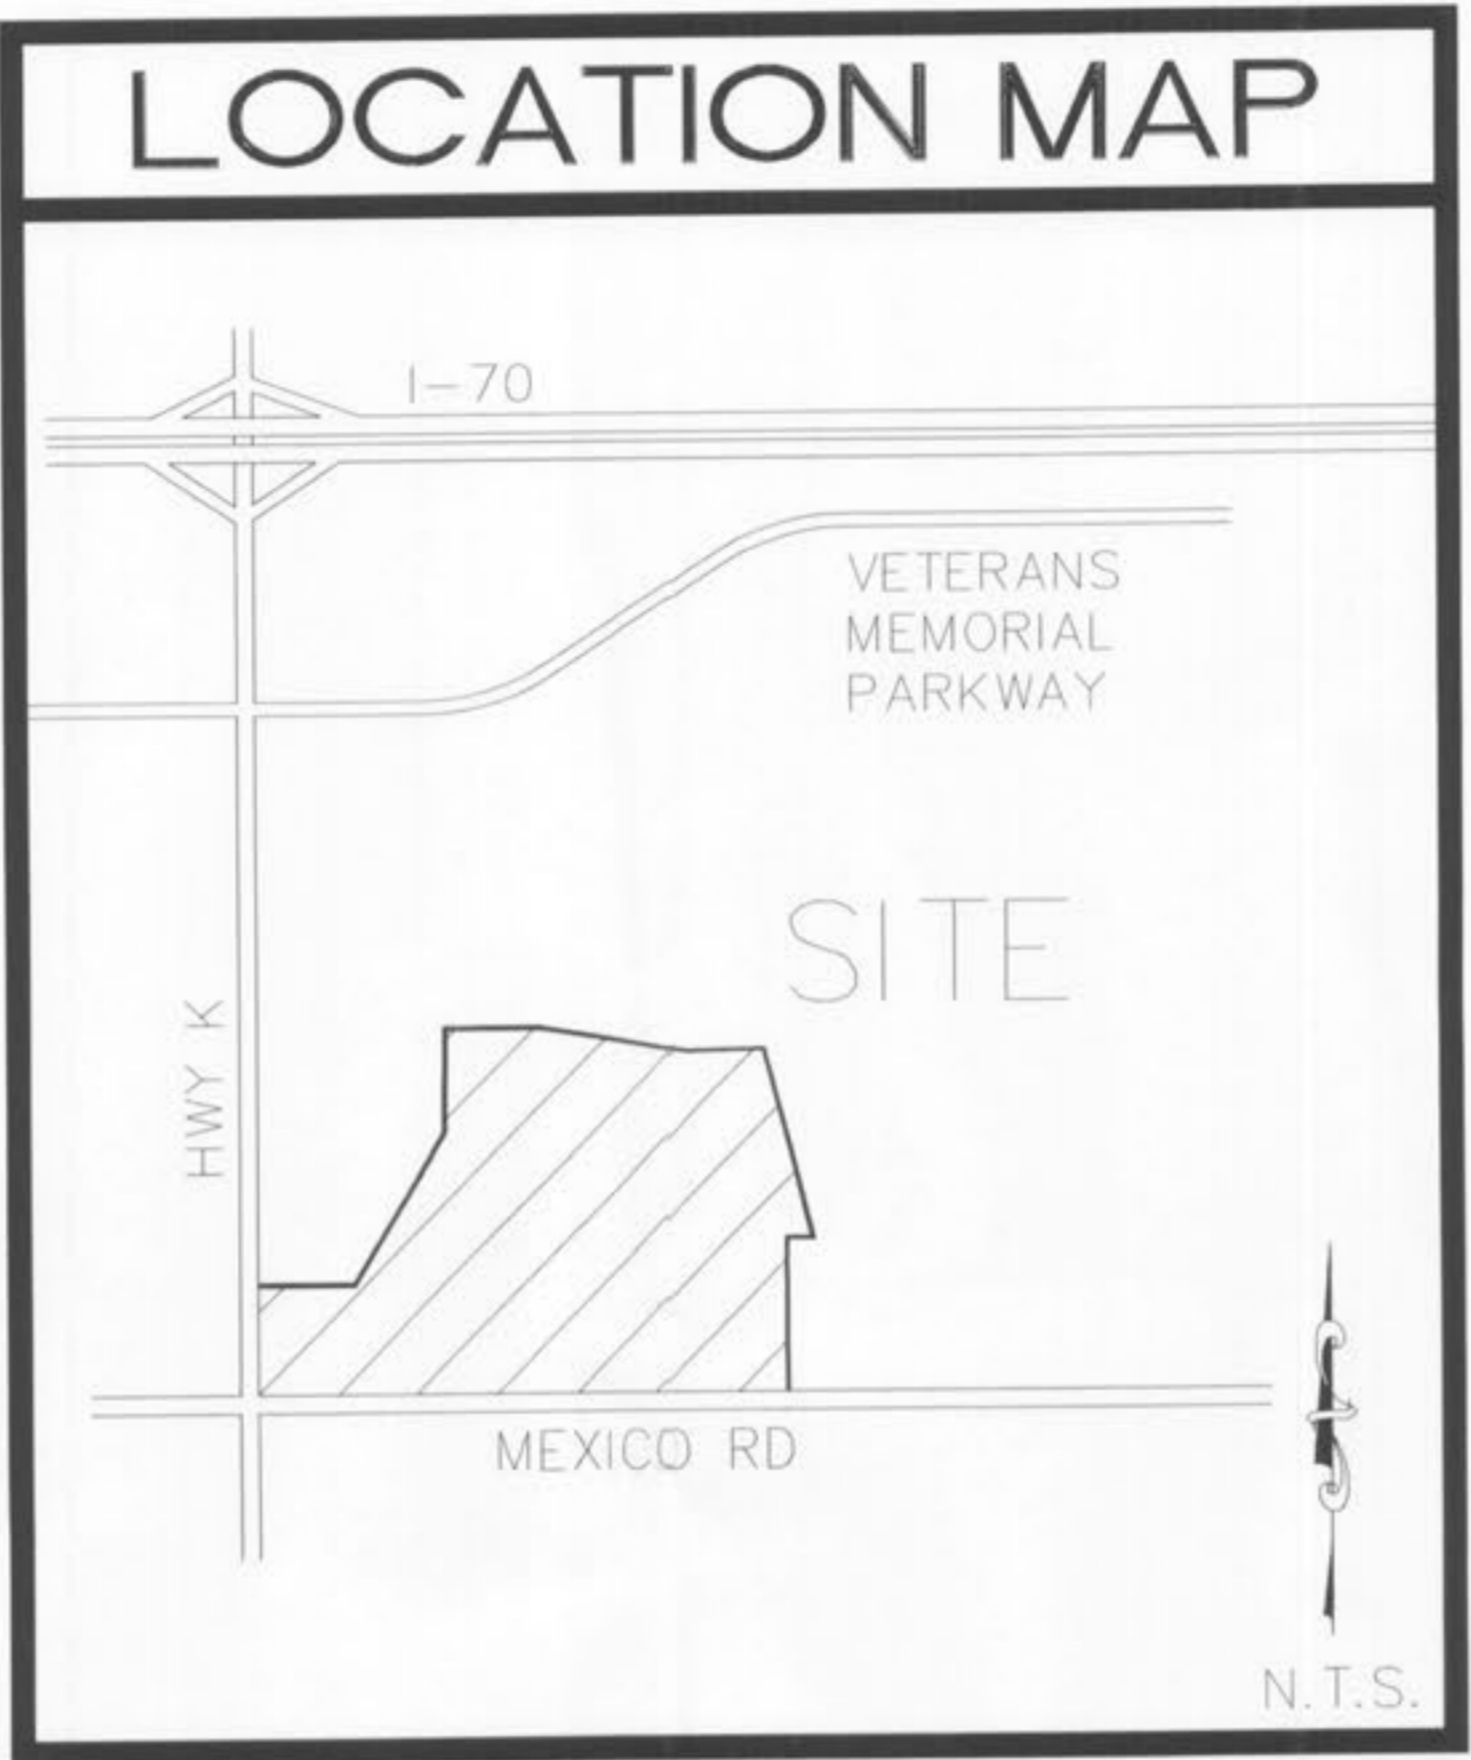 LOCATION MAP
I-70
VETERANS
MEMORIAL
PARKWAY
SITE
HWY K
MEXICO RD
N.T.S.